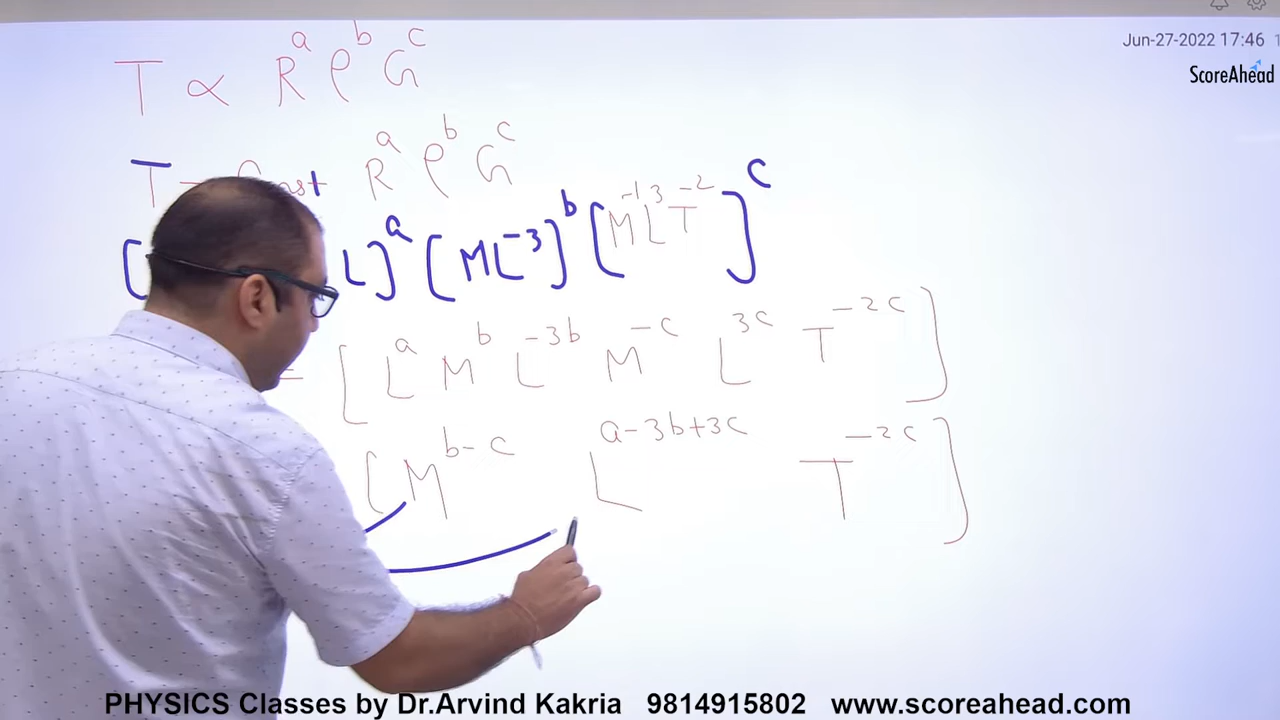 Jun-27-2022 17:46
ScoreAhead
T ∝ R^a ρ^b G^c
T = Const R^a ρ^b G^c
[ L]^a [ML^-3]^b [M^-1 L^3 T^-2]^c
= [L^a M^b L^-3b M^-c L^3c T^-2c]
[M^b-c L^a-3b+3c T^-2c]
PHYSICS Classes by Dr.Arvind Kakria 9814915802 www.scoreahead.com